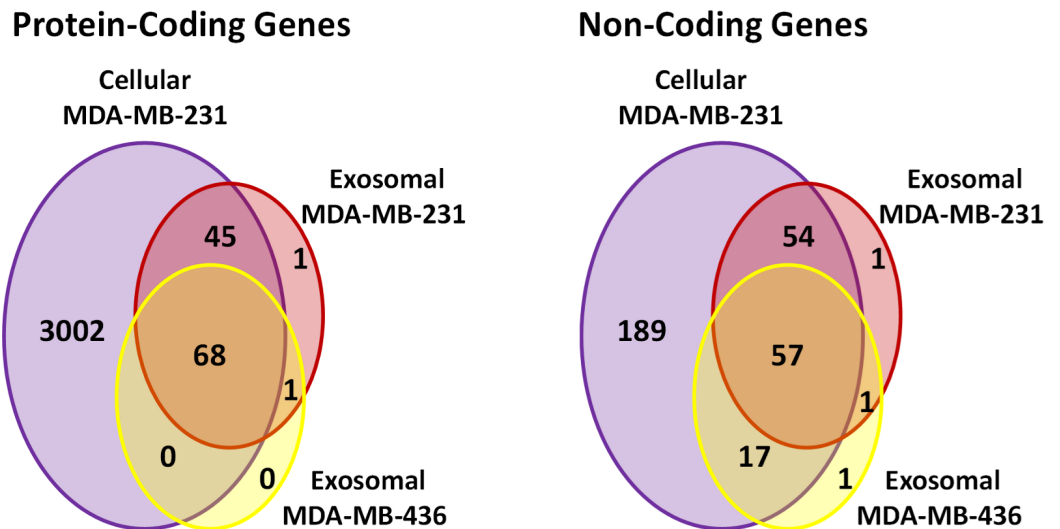 Protein-Coding Genes
Cellular
MDA-MB-231
Exosomal
MDA-MB-231
45
1
3002
68
1
0
0
Exosomal
MDA-MB-436
Non-Coding Genes
Cellular
MDA-MB-231
Exosomal
MDA-MB-231
54
1
189
57
1
17
1
Exosomal
MDA-MB-436